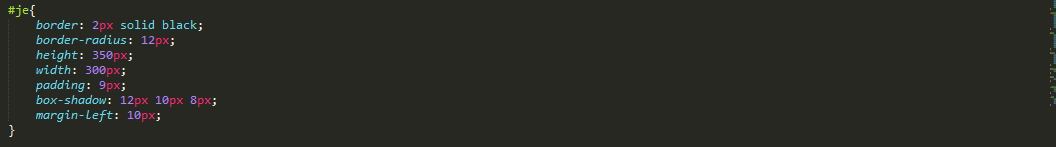 #je{
border: 2px solid black;
border-radius: 12px;
height: 350px;
width: 300px;
padding: 9px;
box-shadow: 12px 10px 8px;
margin-left: 10px;
}